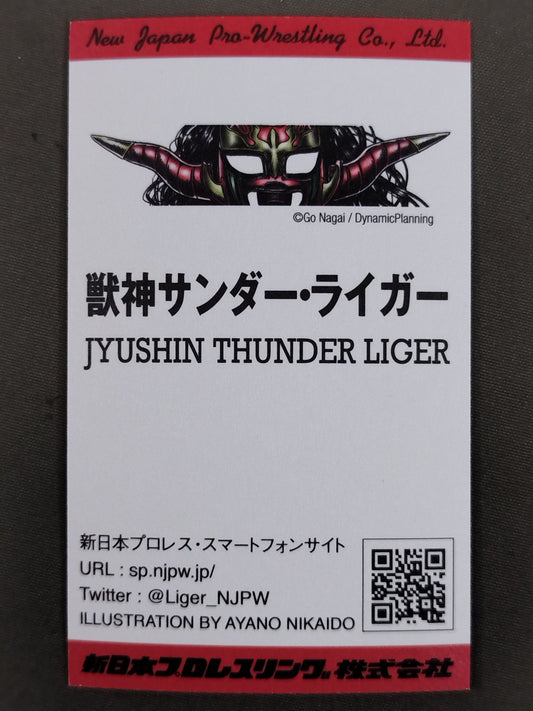 New Japan Pro-Wrestling Co., Ltd.
©Go Nagai / DynamicPlanning
獣神サンダー・ライガー
JYUSHIN THUNDER LIGER
新日本プロレス・スマートフォンサイト
URL : sp.njpw.jp/
Twitter : @Liger_NJPW
ILLUSTRATION BY AYANO NIKAIDO
新日本プロレスリング株式会社